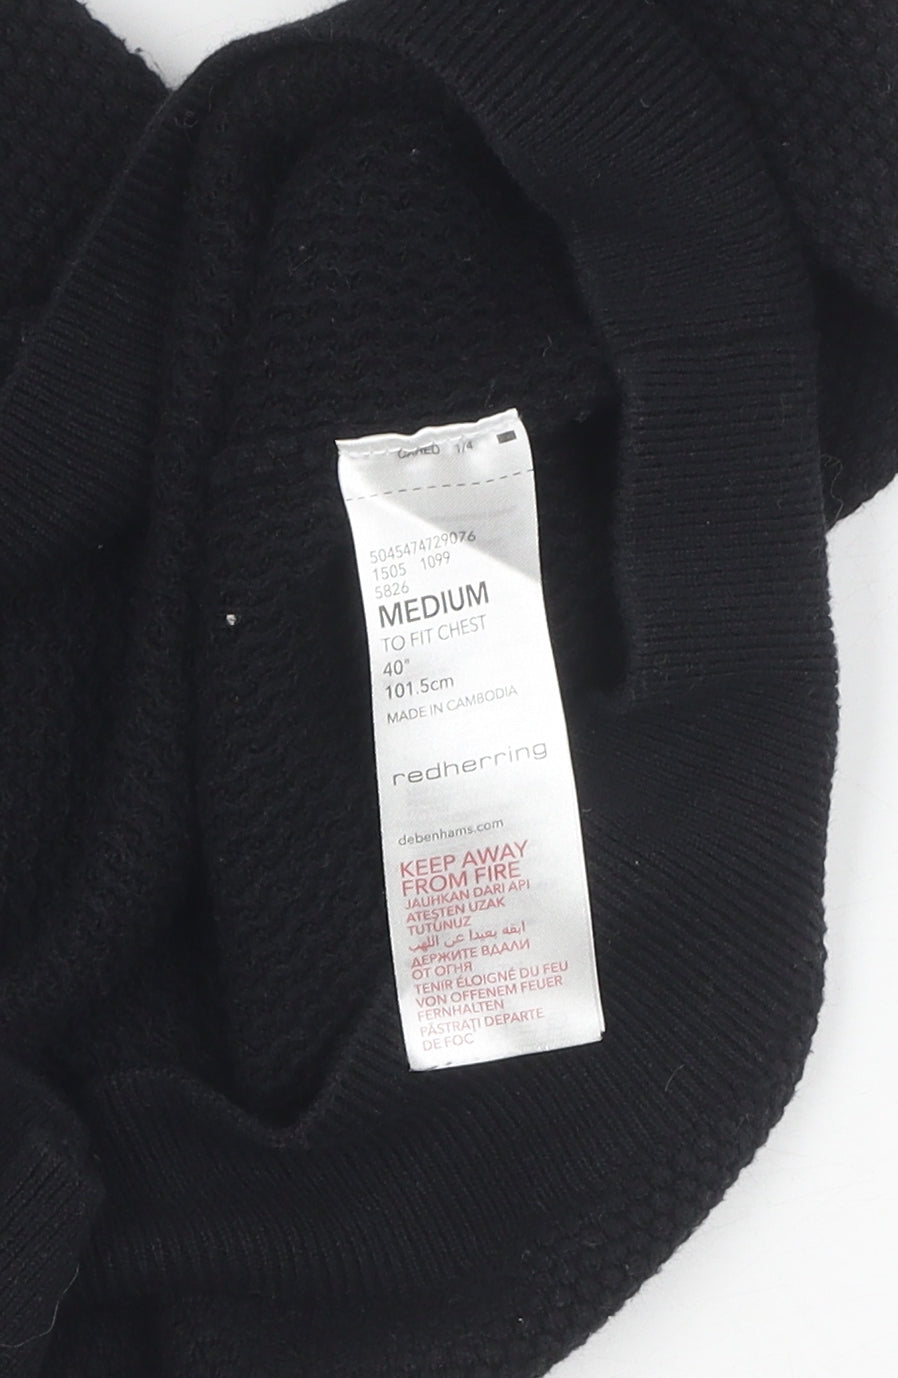 CARED 1/4
5045474729076
1505 1099
5826
MEDIUM
TO FIT CHEST
40"
101.5cm
MADE IN CAMBODIA
redherring
debenhams.com
KEEP AWAY
FROM FIRE
JAUHKAN DARI API
ATEŞTEN UZAK
TUTUNUZ
ابقه بعيدا عن اللهب
ДЕРЖИТЕ ВДАЛИ
ОТ ОГНЯ
TENIR ÉLOIGNÉ DU FEU
VON OFFENEM FEUER
FERNHALTEN
PĂSTRAŢI DEPARTE
DE FOC